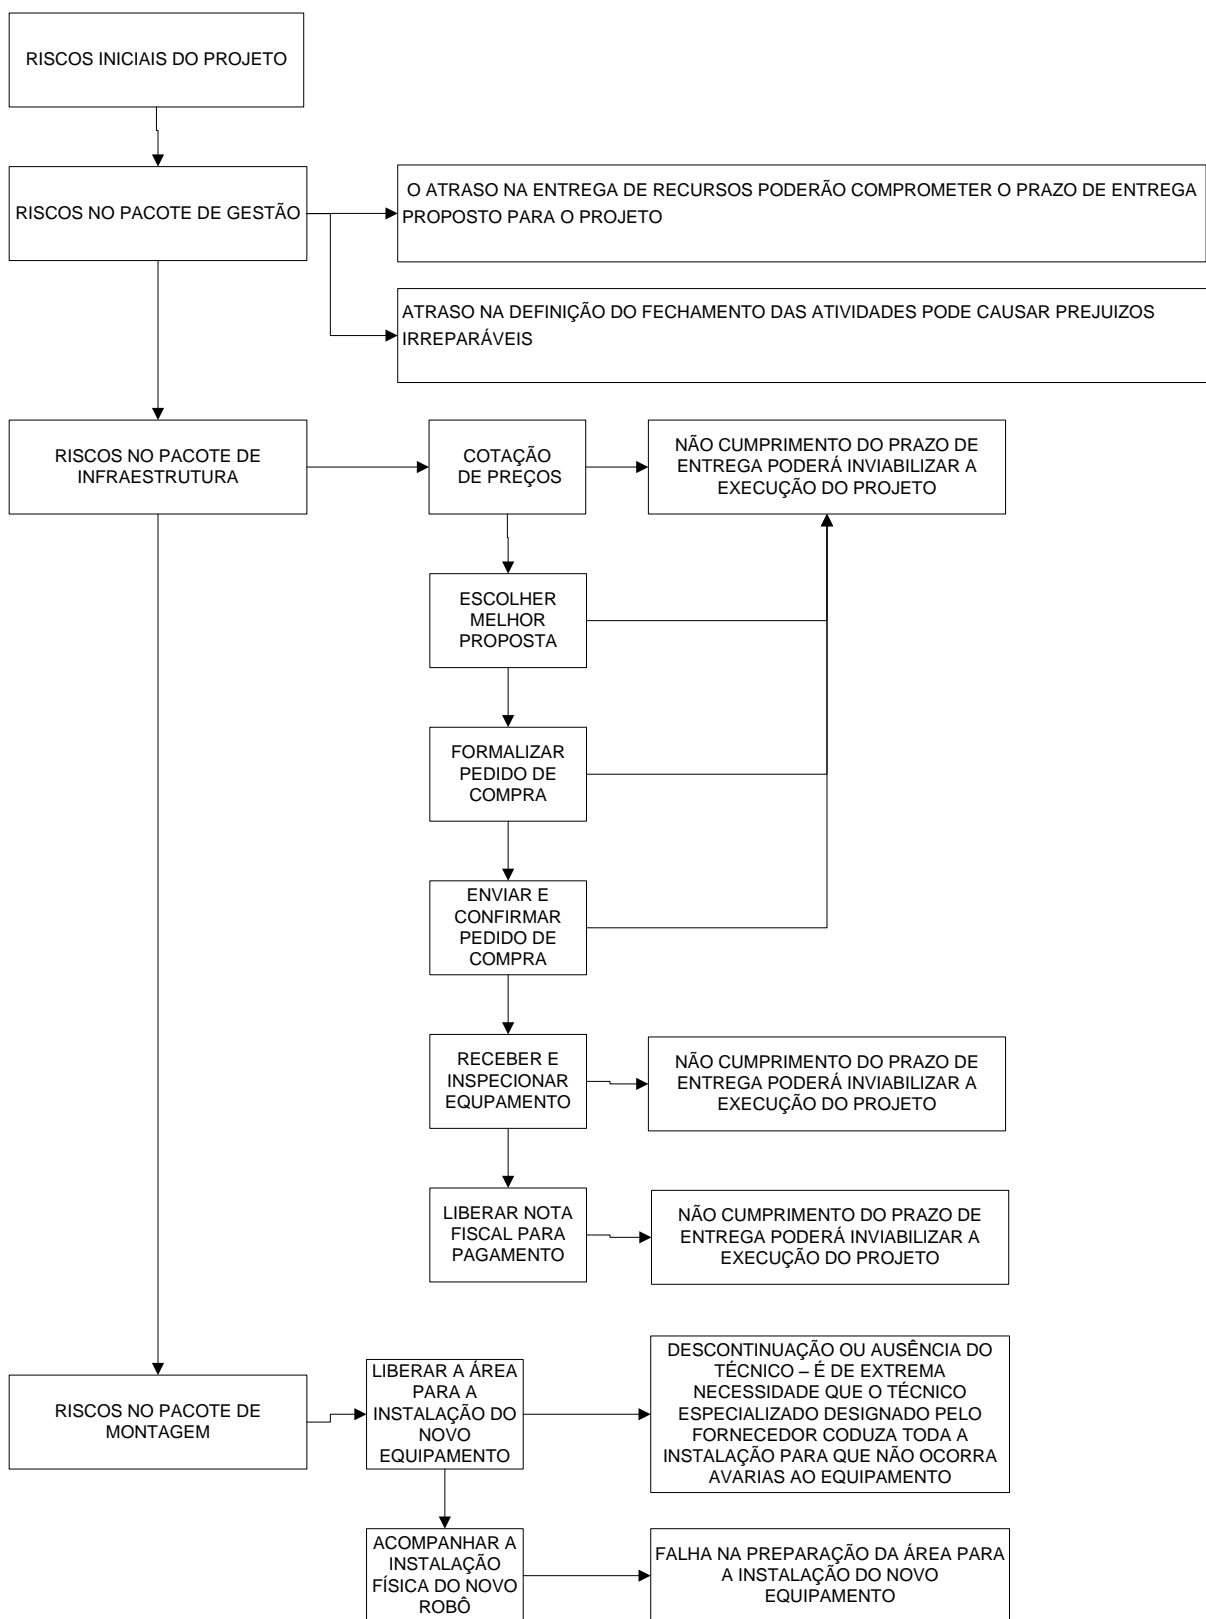 RISCOS INICIAIS DO PROJETO
RISCOS NO PACOTE DE GESTÃO
O ATRASO NA ENTREGA DE RECURSOS PODERÃO COMPROMETER O PRAZO DE ENTREGA
PROPOSTO PARA O PROJETO
ATRASO NA DEFINIÇÃO DO FECHAMENTO DAS ATIVIDADES PODE CAUSAR PREJUIZOS
IRREPARÁVEIS
RISCOS NO PACOTE DE
INFRAESTRUTURA
COTAÇÃO
DE PREÇOS
NÃO CUMPRIMENTO DO PRAZO DE
ENTREGA PODERÁ INVIABILIZAR A
EXECUÇÃO DO PROJETO
ESCOLHER
MELHOR
PROPOSTA
FORMALIZAR
PEDIDO DE
COMPRA
ENVIAR E
CONFIRMAR
PEDIDO DE
COMPRA
RECEBER E
INSPECIONAR
EQUPAMENTO
NÃO CUMPRIMENTO DO PRAZO DE
ENTREGA PODERÁ INVIABILIZAR A
EXECUÇÃO DO PROJETO
LIBERAR NOTA
FISCAL PARA
PAGAMENTO
NÃO CUMPRIMENTO DO PRAZO DE
ENTREGA PODERÁ INVIABILIZAR A
EXECUÇÃO DO PROJETO
RISCOS NO PACOTE DE
MONTAGEM
LIBERAR A ÁREA
PARA A
INSTALAÇÃO DO
NOVO
EQUIPAMENTO
DESCONTINUAÇÃO OU AUSÊNCIA DO
TÉCNICO – É DE EXTREMA
NECESSIDADE QUE O TÉCNICO
ESPECIALIZADO DESIGNADO PELO
FORNECEDOR CODUZA TODA A
INSTALAÇÃO PARA QUE NÃO OCORRA
AVARIAS AO EQUIPAMENTO
ACOMPANHAR A
INSTALAÇÃO
FÍSICA DO NOVO
ROBÔ
FALHA NA PREPARAÇÃO DA ÁREA PARA
A INSTALAÇÃO DO NOVO
EQUIPAMENTO